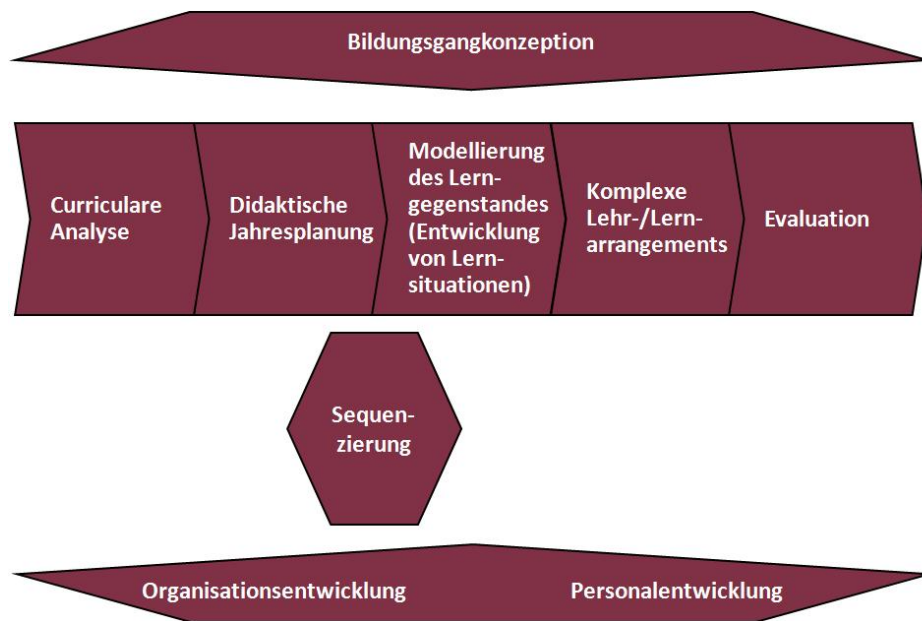 Bildungsgangkonzeption
Curriculare
Analyse
Didaktische
Jahresplanung
Modellierung
des Lern-
gegenstandes
(Entwicklung
von Lern-
situationen)
Komplexe
Lehr-/Lern-
arrangements
Evaluation
Sequen-
zierung
Organisationsentwicklung
Personalentwicklung